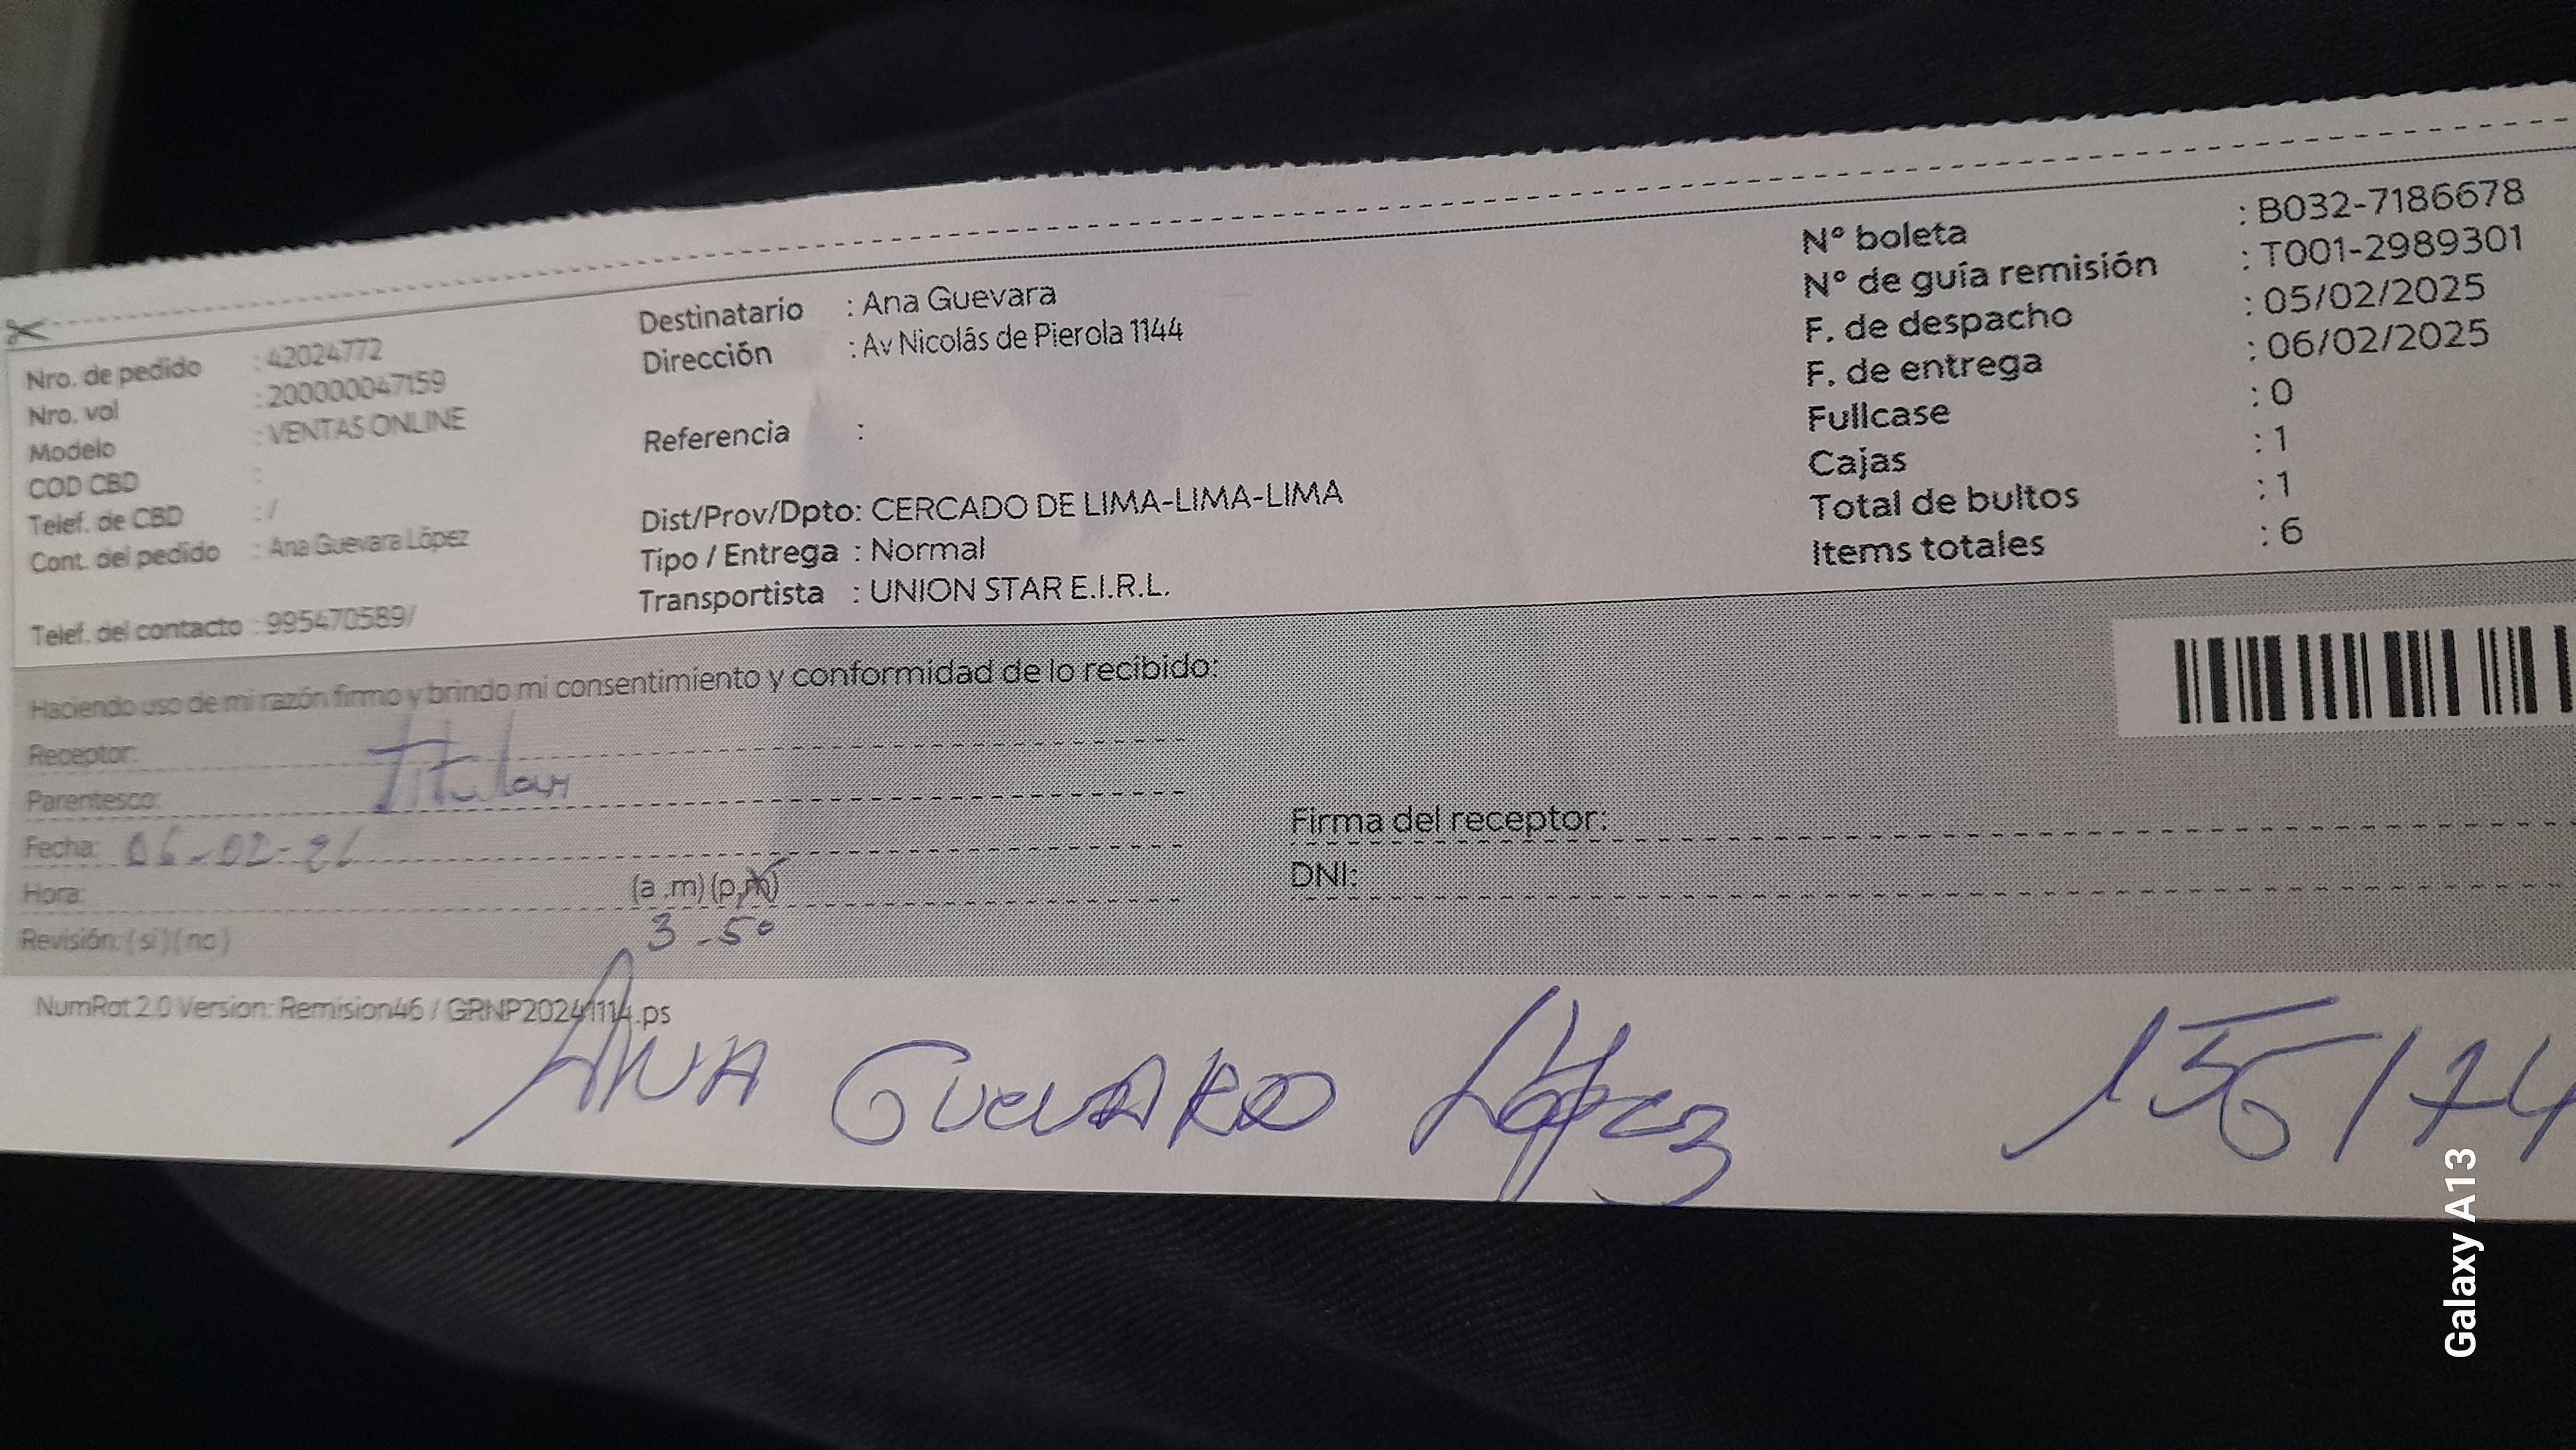 Nro. de pedido : 42024772
Nro. vol : 200000047159
Modelo : VENTAS ONLINE
COD CBD :
Telef. de CBD : /
Cont. del pedido : Ana Guevara López
Telef. del contacto : 995470589/
Destinatario : Ana Guevara
Dirección : Av Nicolás de Pierola 1144
Referencia :
Dist/Prov/Dpto: CERCADO DE LIMA-LIMA-LIMA
Tipo / Entrega : Normal
Transportista : UNION STAR E.I.R.L.
N° boleta : B032-7186678
N° de guía remisión : T001-2989301
F. de despacho : 05/02/2025
F. de entrega : 06/02/2025
Fullcase : 0
Cajas : 1
Total de bultos : 1
Items totales : 6
Haciendo uso de mi razón firmo y brindo mi consentimiento y conformidad de lo recibido:
Receptor:
Parentesco: Titular
Fecha: 06-02-
Hora: (a .m) (p.m)
3-50
Revisión: (si) (no)
Firma del receptor:
DNI:
NumRot 2.0 Version: Remision46 / GRNP20241114.ps
ANA GUEVARA López
Galaxy A13